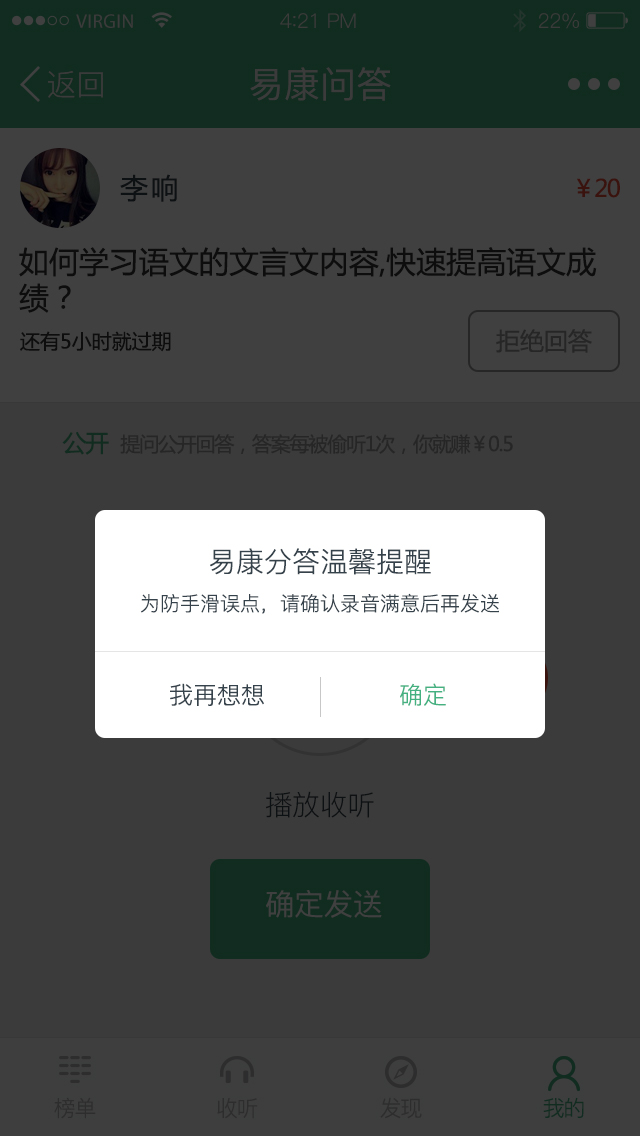 VIRGIN 4:21 PM 22%
返回 易康问答
李响 ¥20
如何学习语文的文言文内容,快速提高语文成
绩？
还有5小时就过期 拒绝回答
公开 提问公开回答，答案每被偷听1次，你就赚¥0.5
易康分答温馨提醒
为防手滑误点，请确认录音满意后再发送
我再想想 确定
播放收听
确定发送
榜单 收听 发现 我的